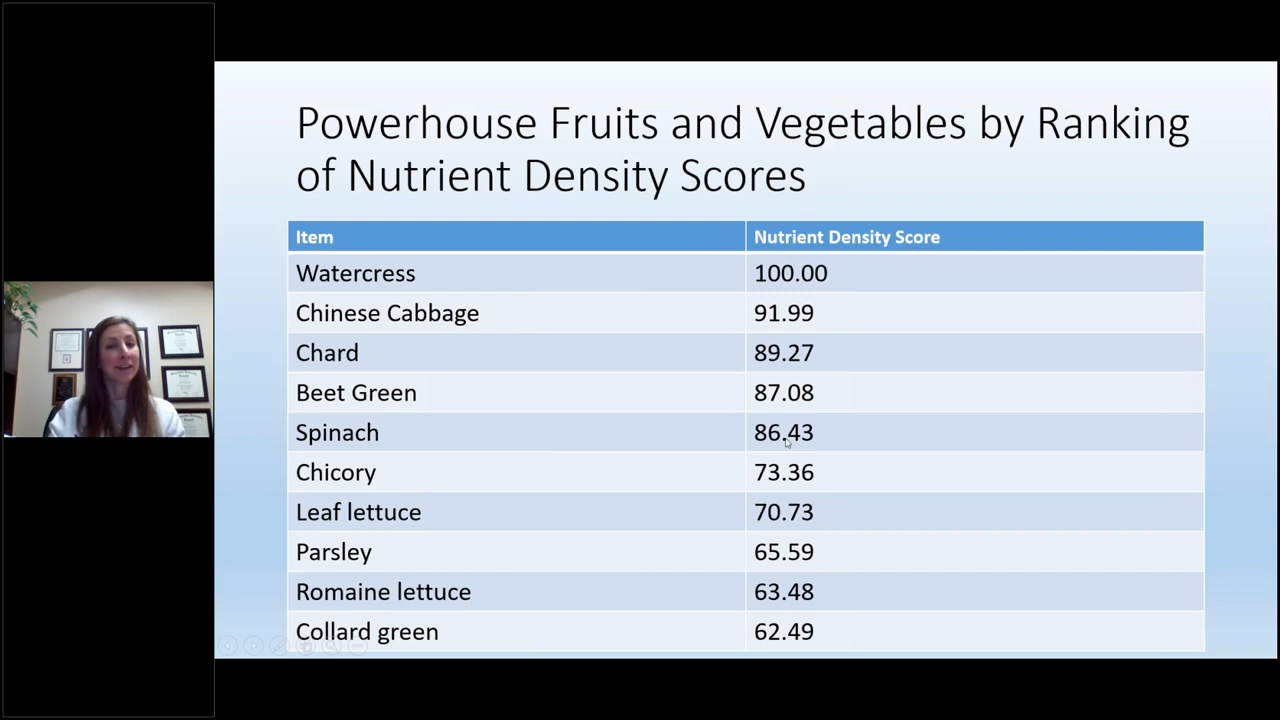 Powerhouse Fruits and Vegetables by Ranking
of Nutrient Density Scores
Item Nutrient Density Score
Watercress 100.00
Chinese Cabbage 91.99
Chard 89.27
Beet Green 87.08
Spinach 86.43
Chicory 73.36
Leaf lettuce 70.73
Parsley 65.59
Romaine lettuce 63.48
Collard green 62.49